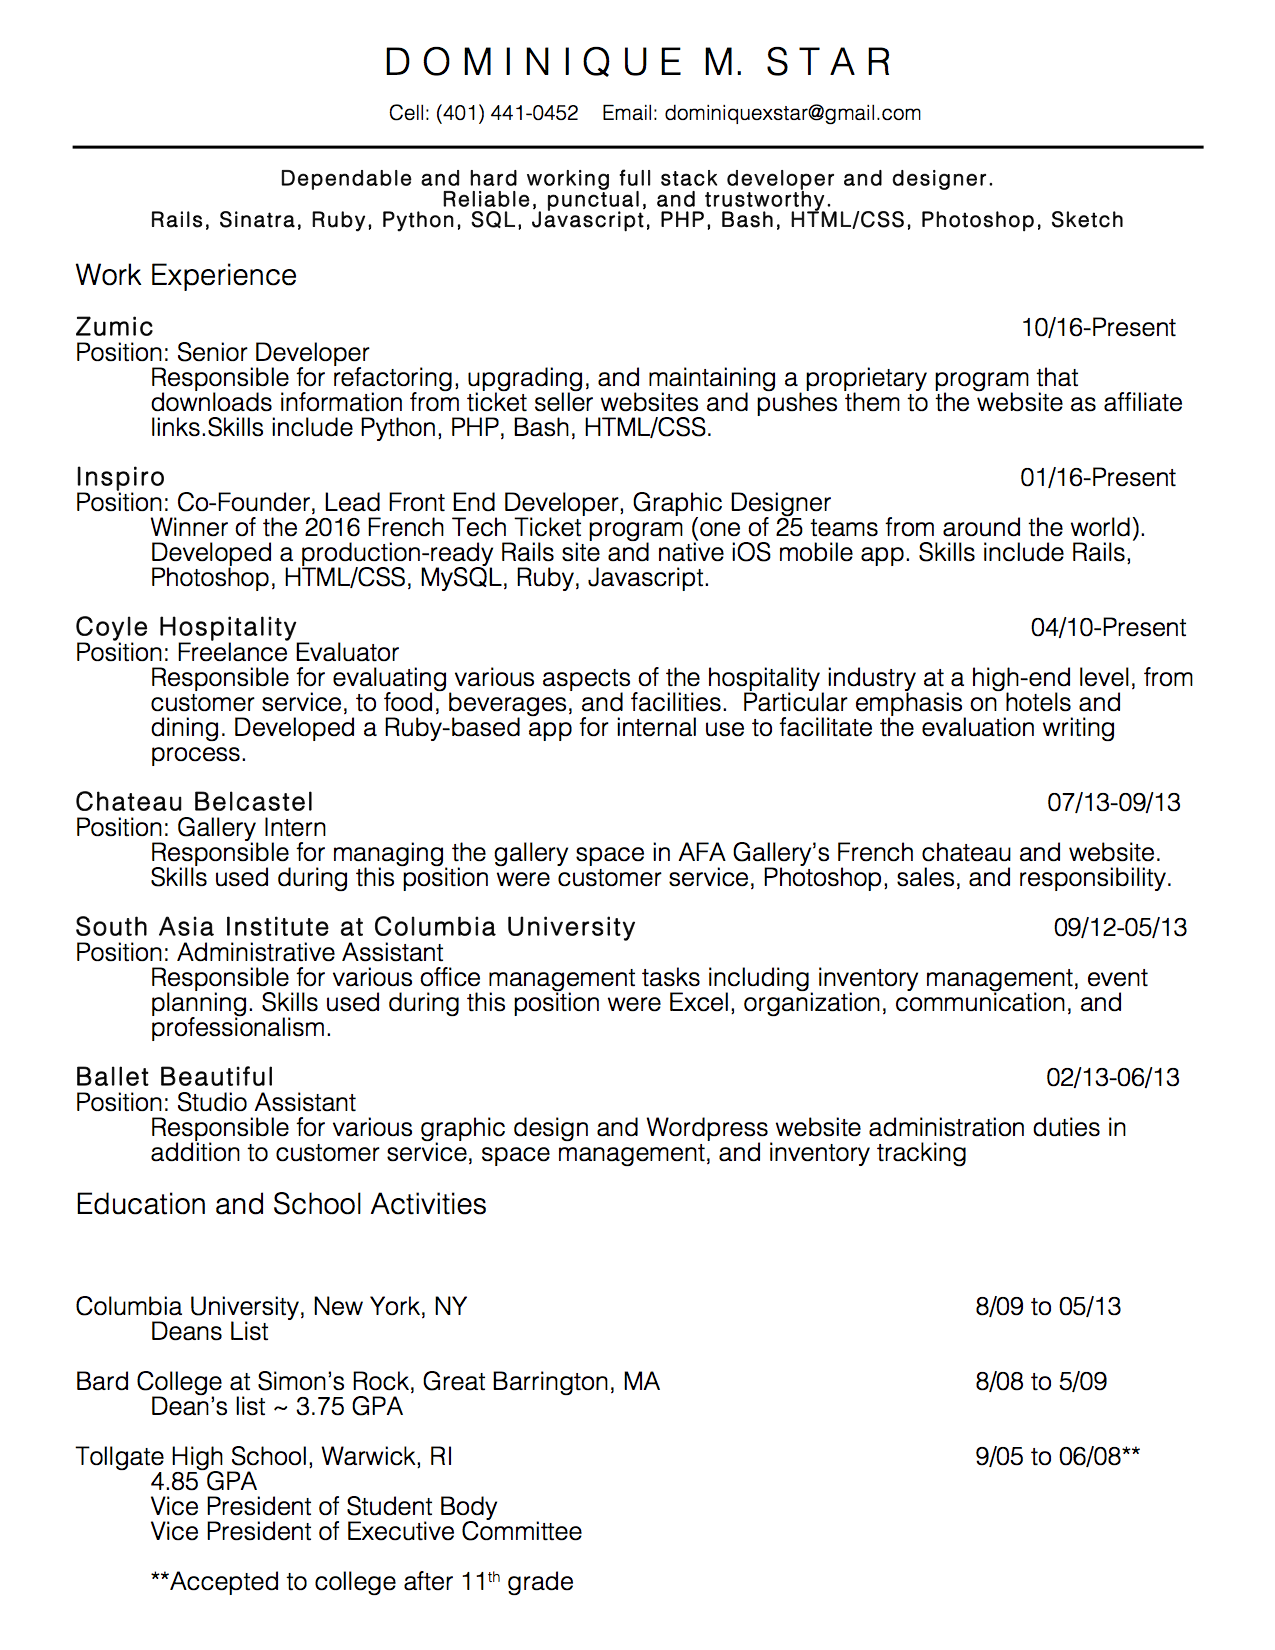 DOMINIQUE M. STAR
Cell: (401) 441-0452    Email: dominiquexstar@gmail.com
Dependable and hard working full stack developer and designer.
Reliable, punctual, and trustworthy.
Rails, Sinatra, Ruby, Python, SQL, Javascript, PHP, Bash, HTML/CSS, Photoshop, Sketch
Work Experience
Zumic 10/16-Present
Position: Senior Developer
Responsible for refactoring, upgrading, and maintaining a proprietary program that
downloads information from ticket seller websites and pushes them to the website as affiliate
links.Skills include Python, PHP, Bash, HTML/CSS.
Inspiro 01/16-Present
Position: Co-Founder, Lead Front End Developer, Graphic Designer
Winner of the 2016 French Tech Ticket program (one of 25 teams from around the world).
Developed a production-ready Rails site and native iOS mobile app. Skills include Rails,
Photoshop, HTML/CSS, MySQL, Ruby, Javascript.
Coyle Hospitality 04/10-Present
Position: Freelance Evaluator
Responsible for evaluating various aspects of the hospitality industry at a high-end level, from
customer service, to food, beverages, and facilities.  Particular emphasis on hotels and
dining. Developed a Ruby-based app for internal use to facilitate the evaluation writing
process.
Chateau Belcastel 07/13-09/13
Position: Gallery Intern
Responsible for managing the gallery space in AFA Gallery’s French chateau and website.
Skills used during this position were customer service, Photoshop, sales, and responsibility.
South Asia Institute at Columbia University 09/12-05/13
Position: Administrative Assistant
Responsible for various office management tasks including inventory management, event
planning. Skills used during this position were Excel, organization, communication, and
professionalism.
Ballet Beautiful 02/13-06/13
Position: Studio Assistant
Responsible for various graphic design and Wordpress website administration duties in
addition to customer service, space management, and inventory tracking
Education and School Activities
Columbia University, New York, NY 8/09 to 05/13
Deans List
Bard College at Simon’s Rock, Great Barrington, MA 8/08 to 5/09
Dean’s list ~ 3.75 GPA
Tollgate High School, Warwick, RI 9/05 to 06/08**
4.85 GPA
Vice President of Student Body
Vice President of Executive Committee
**Accepted to college after 11th grade